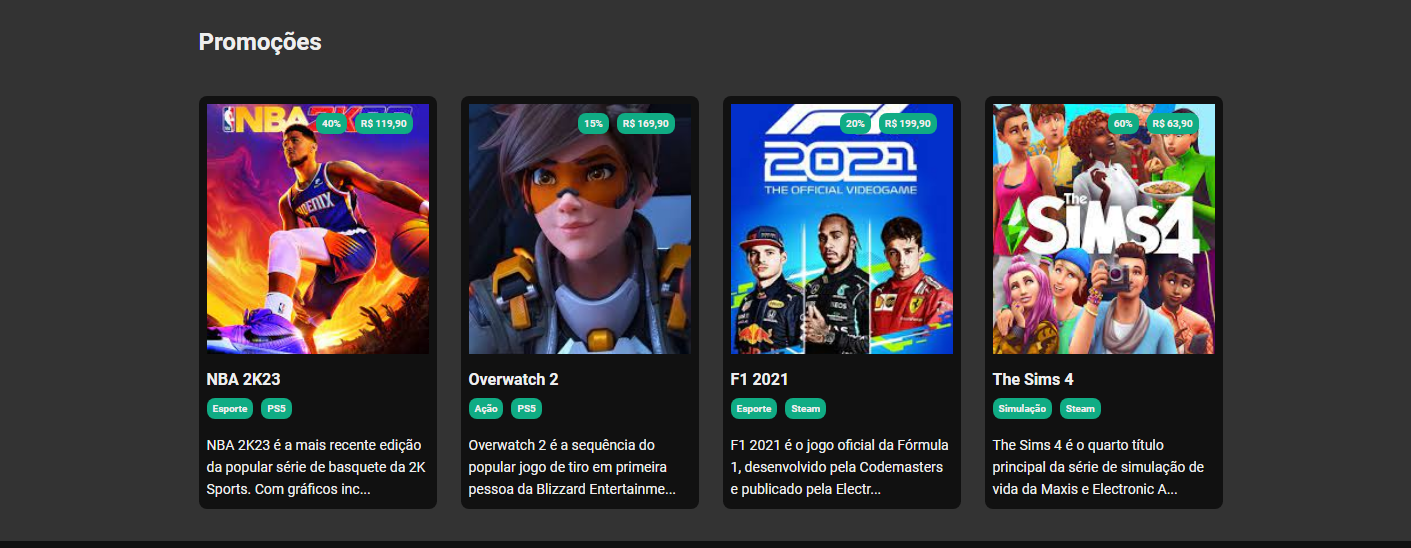 Promoções
NBA 2K23
40%
R$ 119,90
PHOENIX
NBA 2K23
Esporte
PS5
NBA 2K23 é a mais recente edição
da popular série de basquete da 2K
Sports. Com gráficos inc...
15%
R$ 169,90
Overwatch 2
Ação
PS5
Overwatch 2 é a sequência do
popular jogo de tiro em primeira
pessoa da Blizzard Entertainme...
20%
R$ 199,90
2021
THE OFFICIAL VIDEOGAME
F1 2021
Esporte
Steam
F1 2021 é o jogo oficial da Fórmula
1, desenvolvido pela Codemasters
e publicado pela Electr...
60%
R$ 63,90
The
SIMS4
The Sims 4
Simulação
Steam
The Sims 4 é o quarto título
principal da série de simulação de
vida da Maxis e Electronic A...